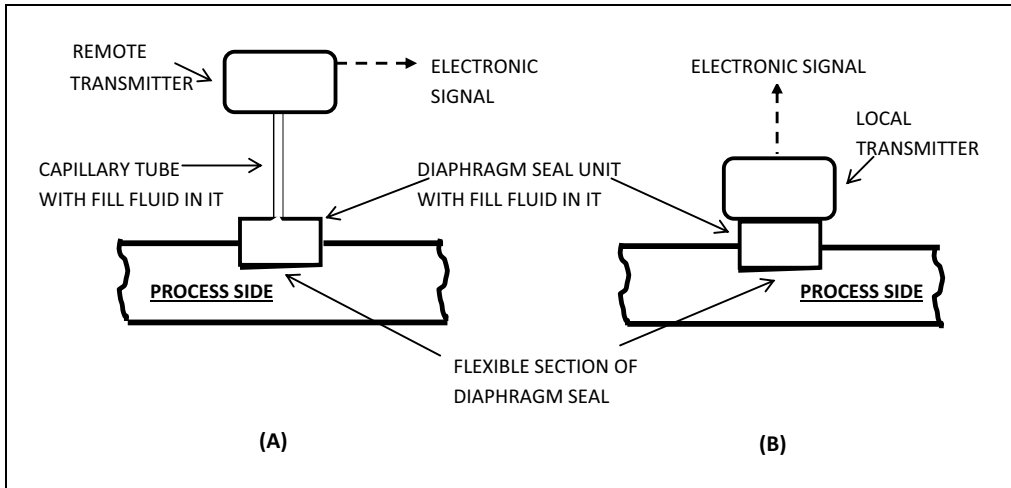 REMOTE
TRANSMITTER
ELECTRONIC
SIGNAL
CAPILLARY TUBE
WITH FILL FLUID IN IT
DIAPHRAGM SEAL UNIT
WITH FILL FLUID IN IT
ELECTRONIC SIGNAL
LOCAL
TRANSMITTER
PROCESS SIDE
PROCESS SIDE
FLEXIBLE SECTION OF
DIAPHRAGM SEAL
(A)
(B)